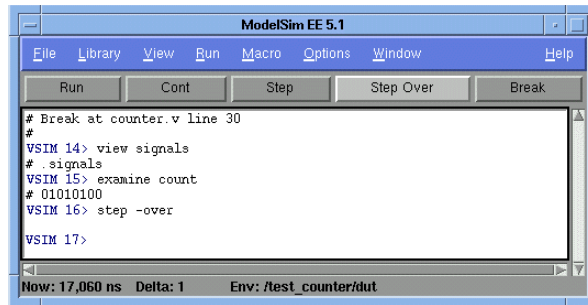 ModelSim EE 5.1
File Library View Run Macro Options Window Help
Run Cont Step Step Over Break
# Break at counter.v line 30
#
VSIM 14> view signals
# .signals
VSIM 15> examine count
# 01010100
VSIM 16> step -over
VSIM 17>
Now: 17,060 ns Delta: 1 Env: /test_counter/dut